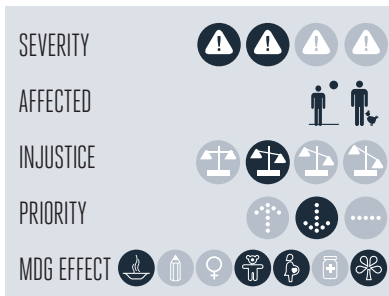 SEVERITY
AFFECTED
INJUSTICE
PRIORITY
MDG EFFECT